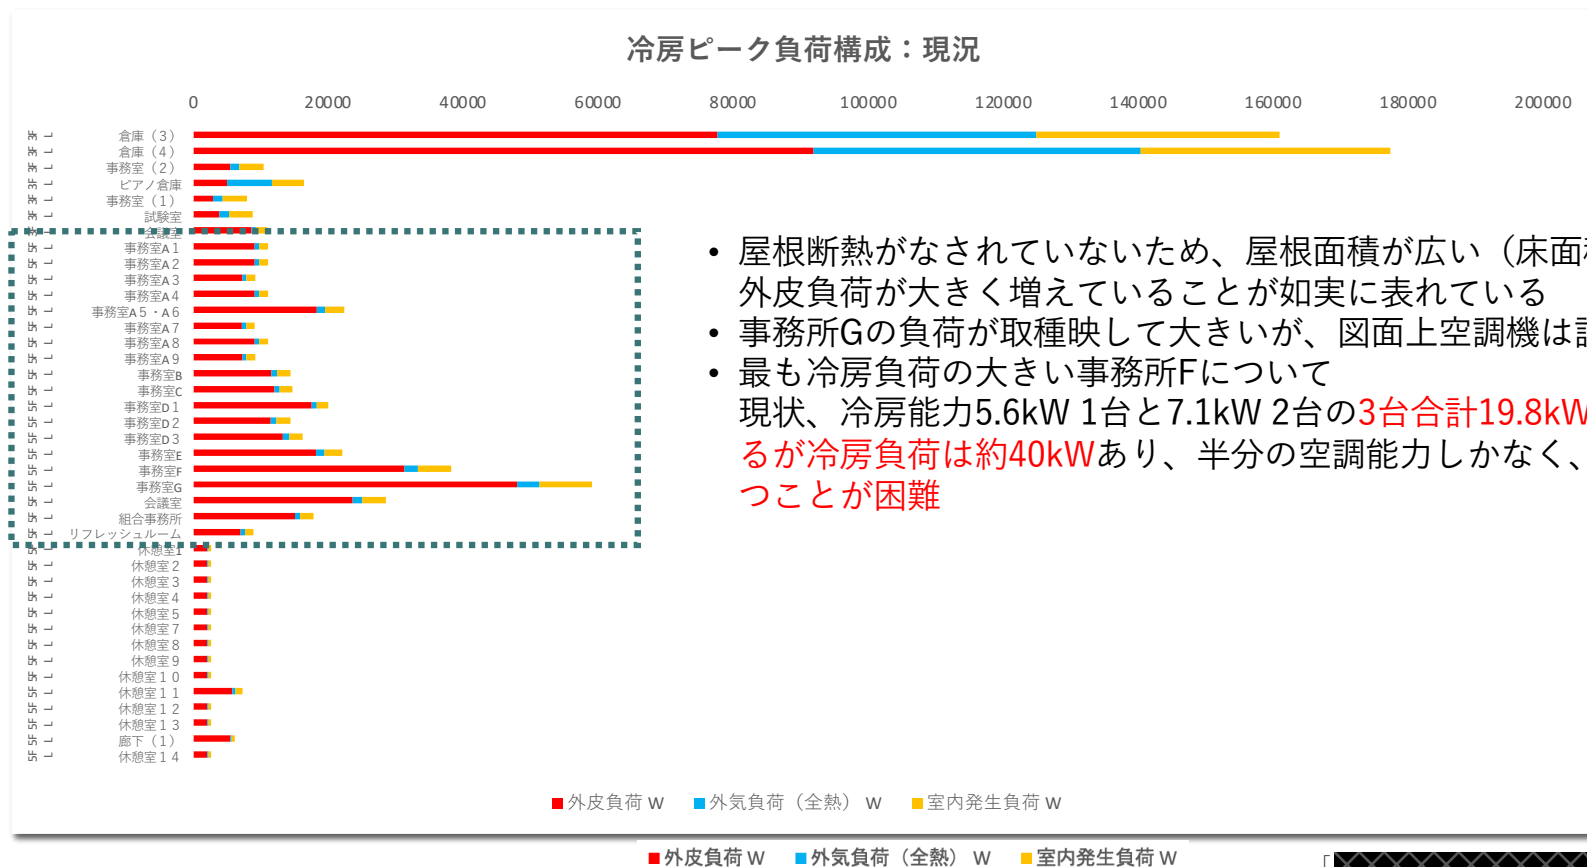 冷房ピーク負荷構成：現況
0 20000 40000 60000 80000 100000 120000 140000 160000 180000 200000
倉庫（3）
倉庫（4）
事務室（2）
ピアノ倉庫
事務室（1）
試験室
会議室
事務室A1
事務室A2
事務室A3
事務室A4
事務室A5・A6
事務室A7
事務室A8
事務室A9
事務室B
事務室C
事務室D1
事務室D2
事務室D3
事務室E
事務室F
事務室G
会議室
組合事務所
リフレッシュルーム
休憩室1
休憩室2
休憩室3
休憩室4
休憩室5
休憩室7
休憩室8
休憩室9
休憩室10
休憩室11
休憩室12
休憩室13
廊下（1）
休憩室14
• 屋根断熱がなされていないため、屋根面積が広い（床面
外皮負荷が大きく増えていることが如実に表れている
• 事務所Gの負荷が取種映して大きいが、図面上空調機は
• 最も冷房負荷の大きい事務所Fについて
現状、冷房能力5.6kW 1台と7.1kW 2台の3台合計19.8kW
るが冷房負荷は約40kWあり、半分の空調能力しかなく、
つことが困難
外皮負荷 W 外気負荷（全熱） W 室内発生負荷 W
外皮負荷 W 外気負荷（全熱） W 室内発生負荷 W